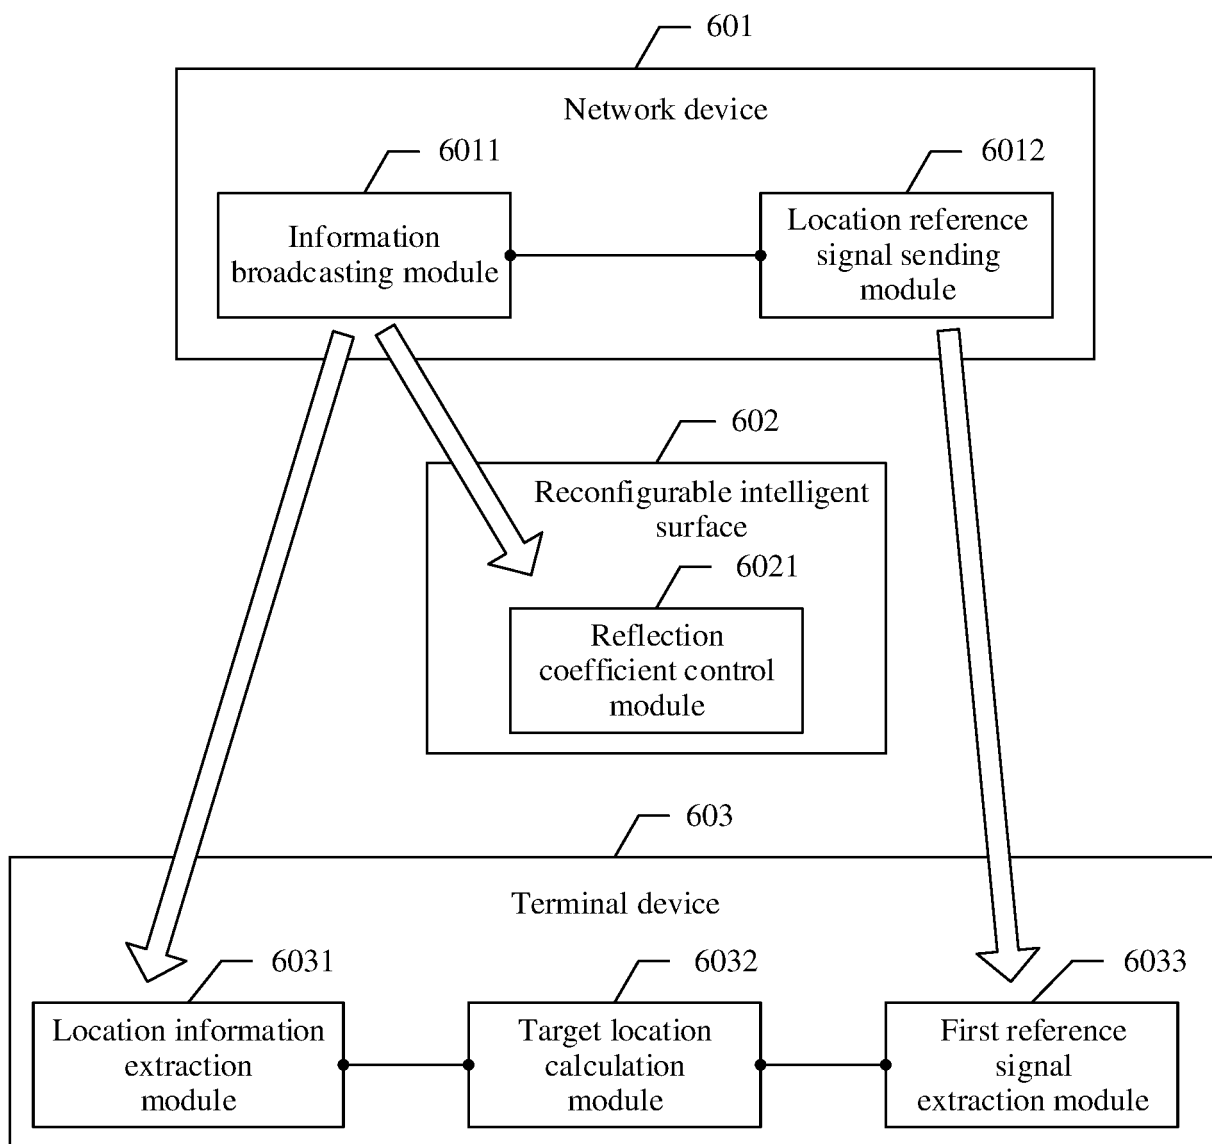 601
Network device
6011
6012
Information
broadcasting module
Location reference
signal sending
module
602
Reconfigurable intelligent
surface
6021
Reflection
coefficient control
module
603
Terminal device
6031
6032
6033
Location information
extraction
module
Target location
calculation
module
First reference
signal
extraction module